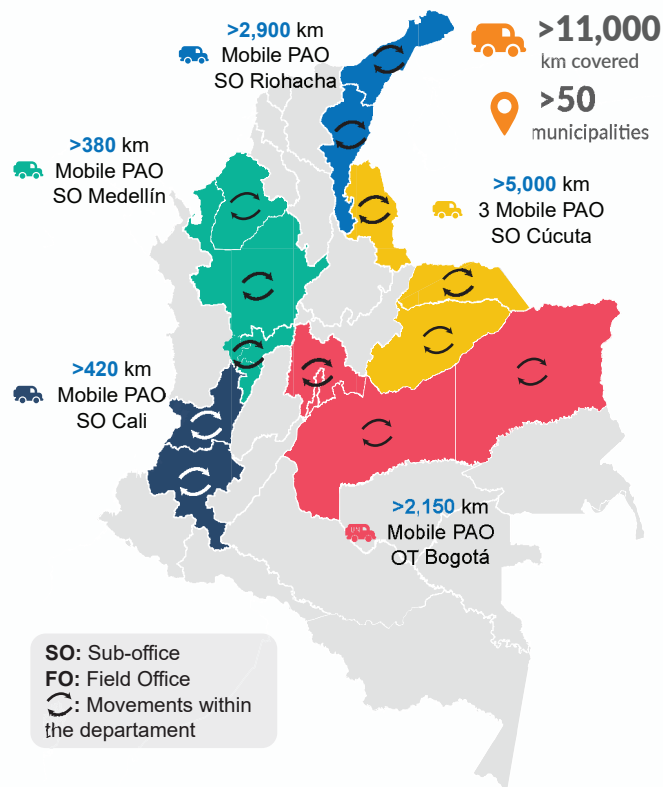 >2,900 km
Mobile PAO
SO Riohacha
>11,000
km covered
>50
municipalities
>380 km
Mobile PAO
SO Medellín
>5,000 km
3 Mobile PAO
SO Cúcuta
>420 km
Mobile PAO
SO Cali
>2,150 km
Mobile PAO
OT Bogotá
SO: Sub-office
FO: Field Office
: Movements within
the departament